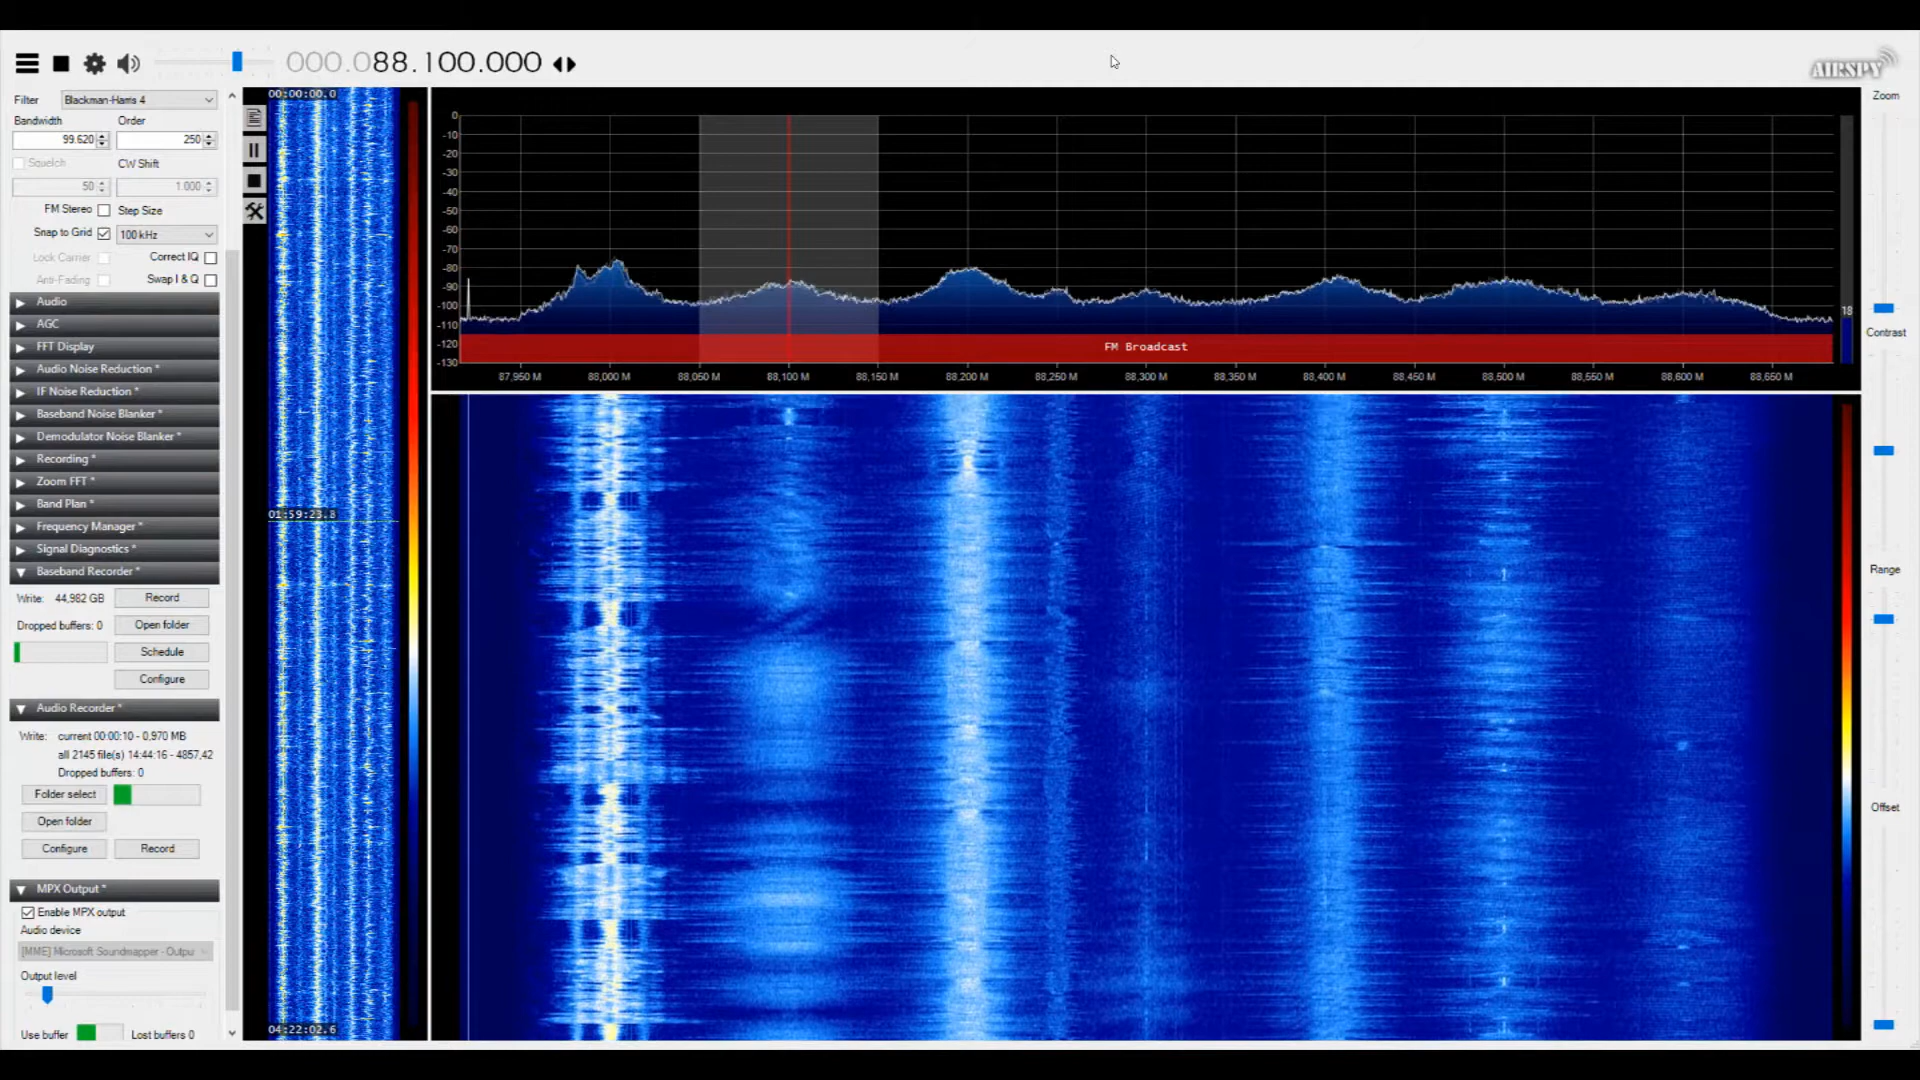 000.088.100.000
AIRSPY
Filter
Blackman-Harris 4
Bandwidth
Order
99.620
250
Squelch
CW Shift
50
1.000
FM Stereo
Step Size
Snap to Grid
100 kHz
Lock Carrier
Correct IQ
Anti-Fading
Swap I & Q
Audio
AGC
FFT Display
Audio Noise Reduction *
IF Noise Reduction *
Baseband Noise Blanker *
Demodulator Noise Blanker *
Recording *
Zoom FFT *
Band Plan *
Frequency Manager *
Signal Diagnostics *
Baseband Recorder *
Write: 44,982 GB
Record
Dropped buffers: 0
Open folder
Schedule
Configure
Audio Recorder *
Write: current 00:00:10 - 0,970 MB
all 2145 file(s) 14:44:16 - 4857,42
Dropped buffers: 0
Folder select
Open folder
Configure
Record
MPX Output *
Enable MPX output
Audio device
[MME] Microsoft Soundmapper - Outpu
Output level
Use buffer
Lost buffers 0
00:00:00.0
01:59:23.8
04:22:02.6
0
-10
-20
-30
-40
-50
-60
-70
-80
-90
-100
-110
-120
-130
FM Broadcast
18
87,950 M 88,000 M 88,050 M 88,100 M 88,150 M 88,200 M 88,250 M 88,300 M 88,350 M 88,400 M 88,450 M 88,500 M 88,550 M 88,600 M 88,650 M
Zoom
Contrast
Range
Offset